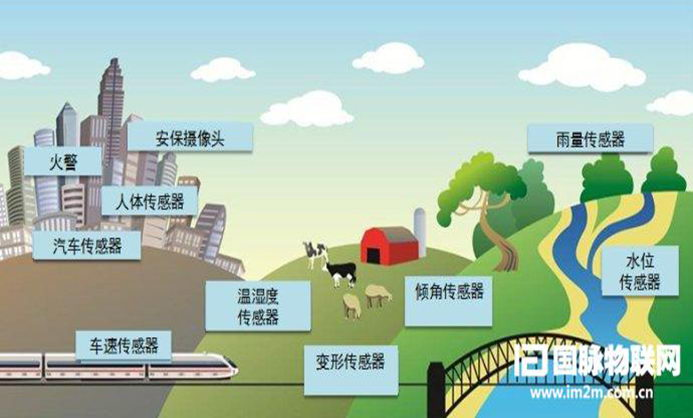 安保摄像头
火警
人体传感器
汽车传感器
雨量传感器
水位
传感器
温湿度
传感器
倾角传感器
车速传感器
变形传感器
国脉物联网
www.im2m.com.cn